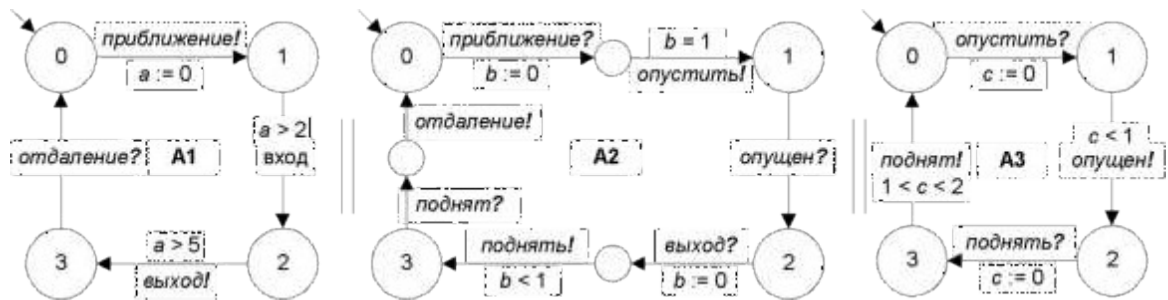 приближение!
a := 0
0
1
a > 2
вход
отдаление?
A1
3
a > 5
выход!
2
приближение?
b := 0
b = 1
опустить!
0
1
отдаление!
A2
опущен?
поднят?
3
поднять!
b < 1
выход?
b := 0
2
опустить?
c := 0
0
1
c < 1
опущен!
поднят!
1 < c < 2
A3
3
поднять?
c := 0
2